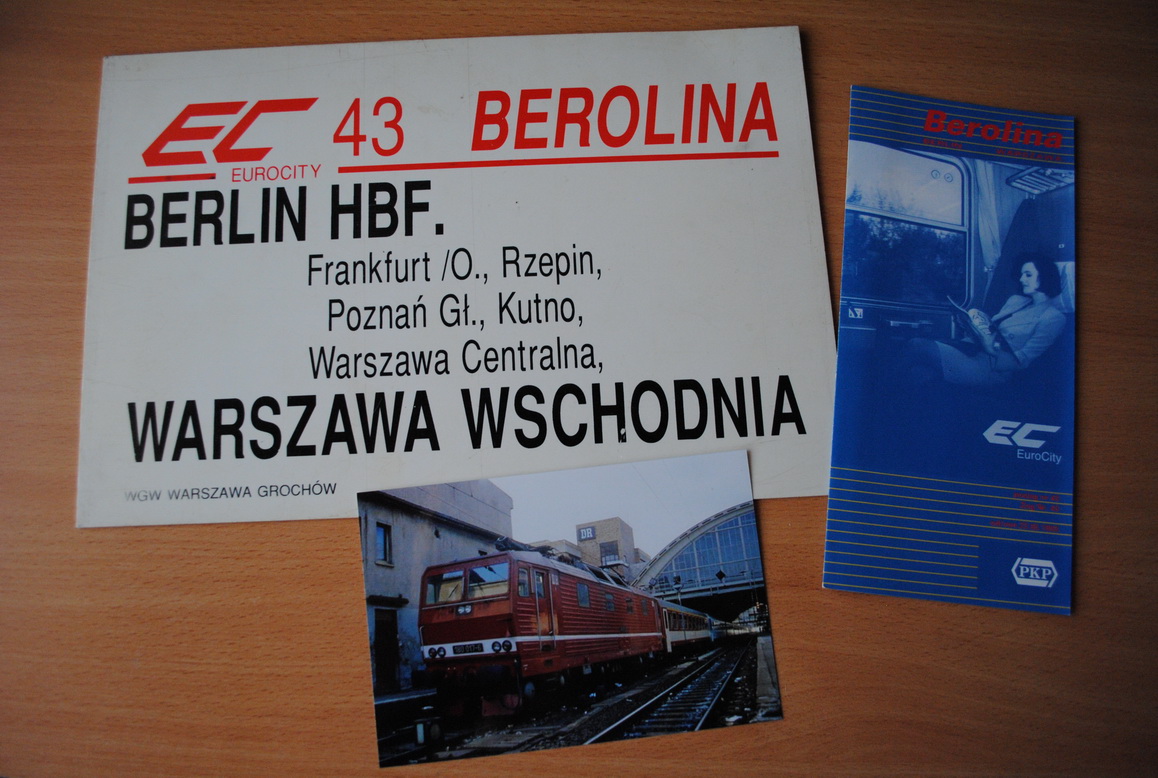 EC 43 BEROLINA
EUROCITY
BERLIN HBF.
Frankfurt /O., Rzepin,
Poznań Gł., Kutno,
Warszawa Centralna,
WARSZAWA WSCHODNIA
WGW WARSZAWA GROCHÓW
DR
Berolina
BERLIN
EC
EuroCity
PKP